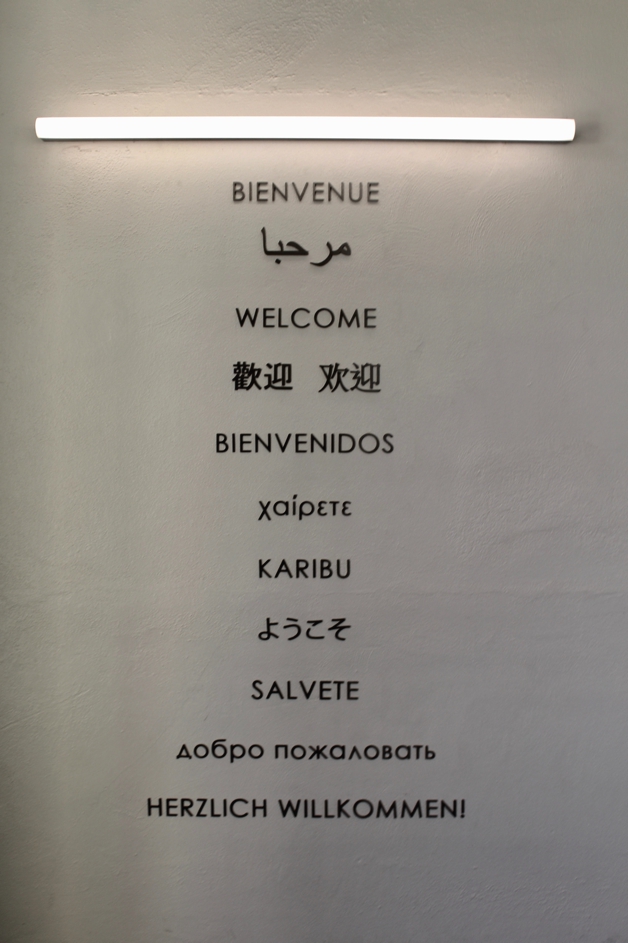 BIENVENUE
مرحبا
WELCOME
歡迎 欢迎
BIENVENIDOS
χαίρετε
KARIBU
ようこそ
SALVETE
добро пожаловать
HERZLICH WILLKOMMEN!